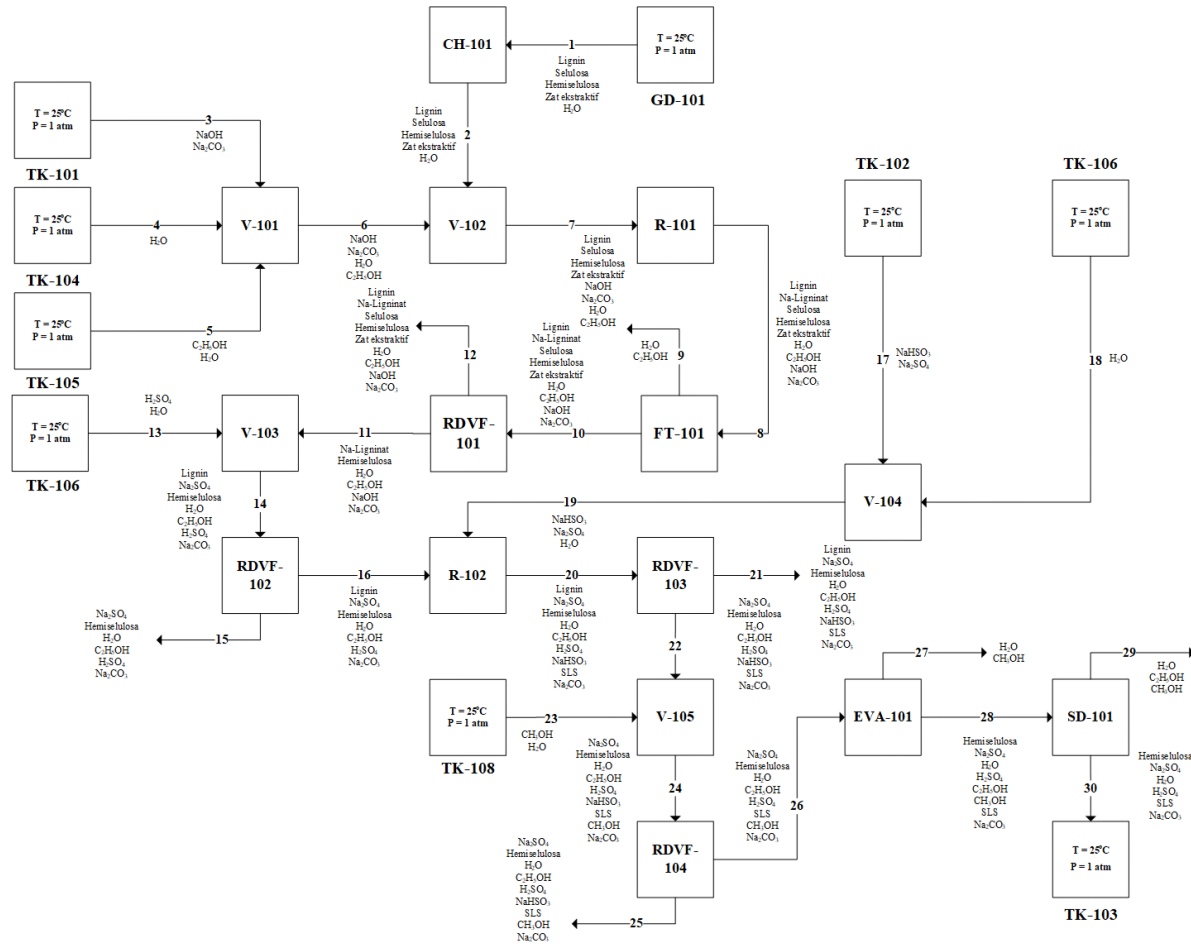 CH-101
1
Lignin
Selulosa
Hemiselulosa
Zat ekstraktif
H₂O
T = 25°C
P = 1 atm
GD-101
Lignin
Selulosa
Hemiselulosa
Zat ekstraktif
H₂O
2
T = 25°C
P = 1 atm
TK-101
3
NaOH
Na₂CO₃
T = 25°C
P = 1 atm
TK-104
4
H₂O
V-101
6
NaOH
Na₂CO₃
H₂O
C₂H₅OH
V-102
7
Lignin
Selulosa
Hemiselulosa
Zat ekstraktif
NaOH
Na₂CO₃
H₂O
C₂H₅OH
R-101
TK-102
T = 25°C
P = 1 atm
TK-106
T = 25°C
P = 1 atm
T = 25°C
P = 1 atm
TK-105
5
C₂H₅OH
H₂O
Lignin
Na-Ligninat
Selulosa
Hemiselulosa
Zat ekstraktif
H₂O
C₂H₅OH
NaOH
Na₂CO₃
12
Lignin
Na-Ligninat
Selulosa
Hemiselulosa
Zat ekstraktif
H₂O
C₂H₅OH
NaOH
Na₂CO₃
H₂O
C₂H₅OH
9
Lignin
Na-Ligninat
Selulosa
Hemiselulosa
Zat ekstraktif
H₂O
C₂H₅OH
NaOH
Na₂CO₃
17
NaHSO₃
Na₂SO₄
18
H₂O
T = 25°C
P = 1 atm
TK-106
H₂SO₄
H₂O
13
V-103
11
Na-Ligninat
Hemiselulosa
H₂O
C₂H₅OH
NaOH
Na₂CO₃
RDVF-
101
10
FT-101
8
Lignin
Na₂SO₄
Hemiselulosa
H₂O
C₂H₅OH
H₂SO₄
Na₂CO₃
14
19
NaHSO₃
Na₂SO₄
H₂O
V-104
RDVF-
102
16
Lignin
Na₂SO₄
Hemiselulosa
H₂O
C₂H₅OH
H₂SO₄
Na₂CO₃
R-102
20
Lignin
Na₂SO₄
Hemiselulosa
H₂O
C₂H₅OH
H₂SO₄
NaHSO₃
SLS
Na₂CO₃
RDVF-
103
21
Na₂SO₄
Hemiselulosa
H₂O
C₂H₅OH
H₂SO₄
NaHSO₃
SLS
Na₂CO₃
Lignin
Na₂SO₄
Hemiselulosa
H₂O
C₂H₅OH
H₂SO₄
NaHSO₃
SLS
Na₂CO₃
Na₂SO₄
Hemiselulosa
H₂O
C₂H₅OH
H₂SO₄
Na₂CO₃
15
22
T = 25°C
P = 1 atm
TK-108
23
CH₃OH
H₂O
V-105
Na₂SO₄
Hemiselulosa
H₂O
C₂H₅OH
H₂SO₄
NaHSO₃
SLS
CH₃OH
Na₂CO₃
24
Na₂SO₄
Hemiselulosa
H₂O
C₂H₅OH
H₂SO₄
SLS
CH₃OH
Na₂CO₃
26
EVA-101
27
H₂O
CH₃OH
28
Hemiselulosa
Na₂SO₄
H₂O
H₂SO₄
C₂H₅OH
CH₃OH
SLS
Na₂CO₃
SD-101
29
H₂O
C₂H₅OH
CH₃OH
30
Hemiselulosa
Na₂SO₄
H₂O
H₂SO₄
SLS
Na₂CO₃
RDVF-
104
Na₂SO₄
Hemiselulosa
H₂O
C₂H₅OH
H₂SO₄
NaHSO₃
SLS
CH₃OH
Na₂CO₃
25
T = 25°C
P = 1 atm
TK-103